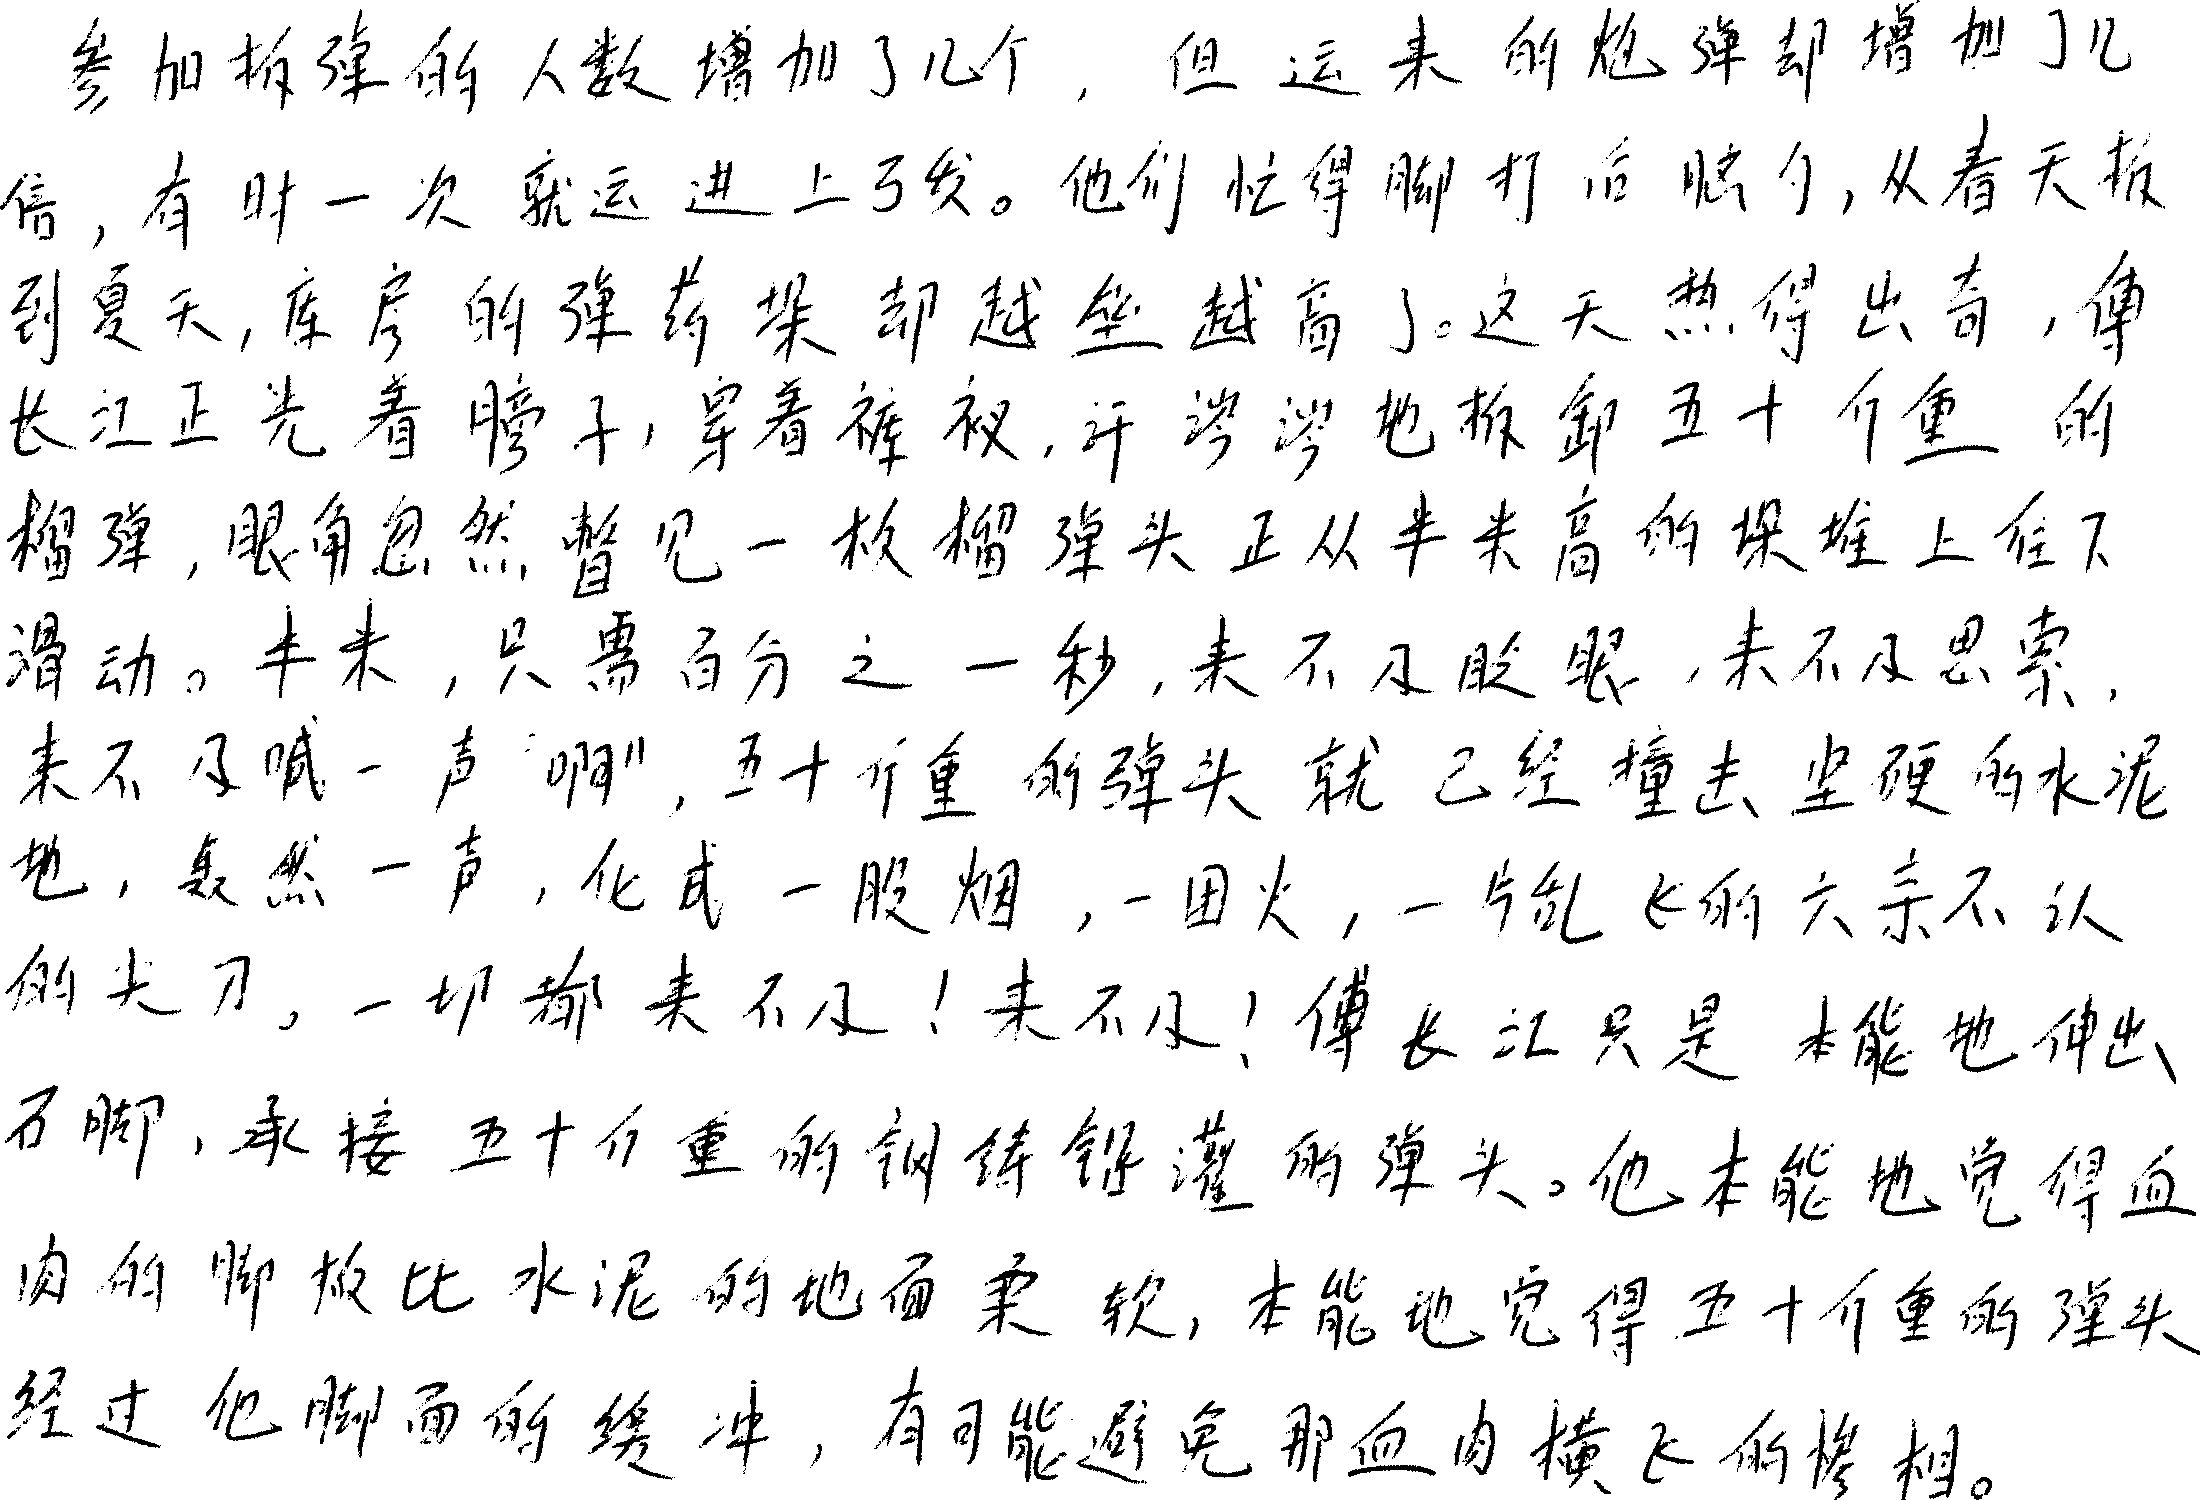 参加拆弹的人数增加了几个，但运来的炮弹却增加了几
倍，有时一次就运进上万发。他们忙得脚打后脑勺，从春天拆
到夏天，库房的弹药垛却越垒越高了。这天热得出奇，傅
长江正光着膀子，穿着裤衩，汗涔涔地拆卸五十斤重的
榴弹，眼角忽然瞥见一枚榴弹头正从半米高的垛堆上往下
滑动。半米，只需百分之一秒，来不及眨眼，来不及思索，
来不及喊一声“啊”，五十斤重的弹头就已经撞击坚硬的水泥
地，轰然一声，化成一股烟，一团火，一片乱飞的六亲不认
的尖刀。一切都来不及！来不及！傅长江只是本能地伸出
右脚，承接五十斤重的钢铸铝灌的弹头。他本能地觉得血
肉的脚板比水泥的地面柔软，本能地觉得五十斤重的弹头
经过他脚面的缓冲，有可能避免那血肉横飞的惨相。